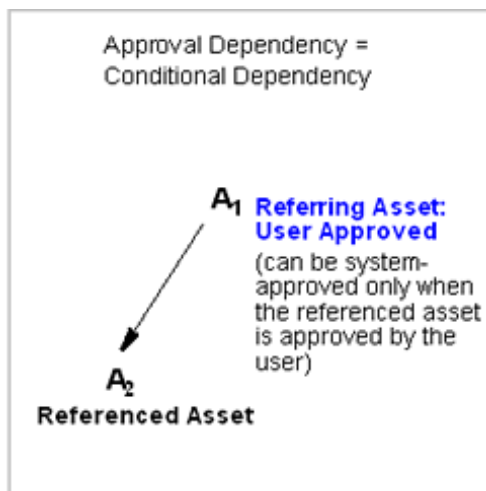 Approval Dependency =
Conditional Dependency
A1 Referring Asset:
User Approved
(can be system-
approved only when
the referenced asset
is approved by the
user)
A2
Referenced Asset